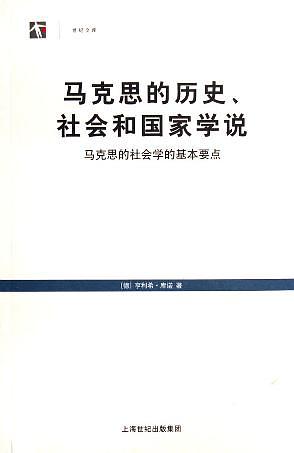 世纪文库
马克思的历史、
社会和国家学说
马克思的社会学的基本要点
[德] 亨利希·库诺 著
上海世纪出版集团